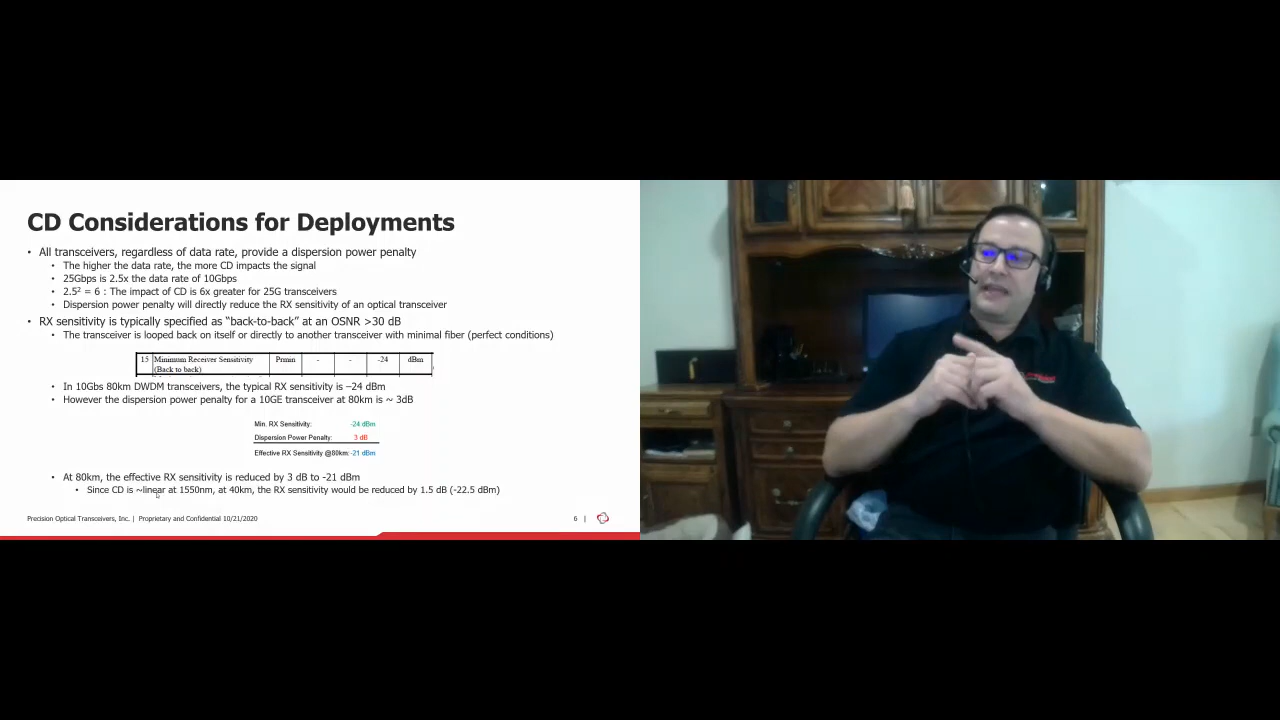 CD Considerations for Deployments
• All transceivers, regardless of data rate, provide a dispersion power penalty
• The higher the data rate, the more CD impacts the signal
• 25Gbps is 2.5x the data rate of 10Gbps
• 2.5² = 6 : The impact of CD is 6x greater for 25G transceivers
• Dispersion power penalty will directly reduce the RX sensitivity of an optical transceiver
• RX sensitivity is typically specified as “back-to-back” at an OSNR >30 dB
• The transceiver is looped back on itself or directly to another transceiver with minimal fiber (perfect conditions)
15 Minimum Receiver Sensitivity Prmin - - -24 dBm
(Back to back)
• In 10Gbs 80km DWDM transceivers, the typical RX sensitivity is –24 dBm
• However the dispersion power penalty for a 10GE transceiver at 80km is ~ 3dB
Min. RX Sensitivity: -24 dBm
Dispersion Power Penalty: 3 dB
Effective RX Sensitivity @80km: -21 dBm
• At 80km, the effective RX sensitivity is reduced by 3 dB to -21 dBm
• Since CD is ~linear at 1550nm, at 40km, the RX sensitivity would be reduced by 1.5 dB (-22.5 dBm)
Precision Optical Transceivers, Inc. | Proprietary and Confidential 10/21/2020 6 |